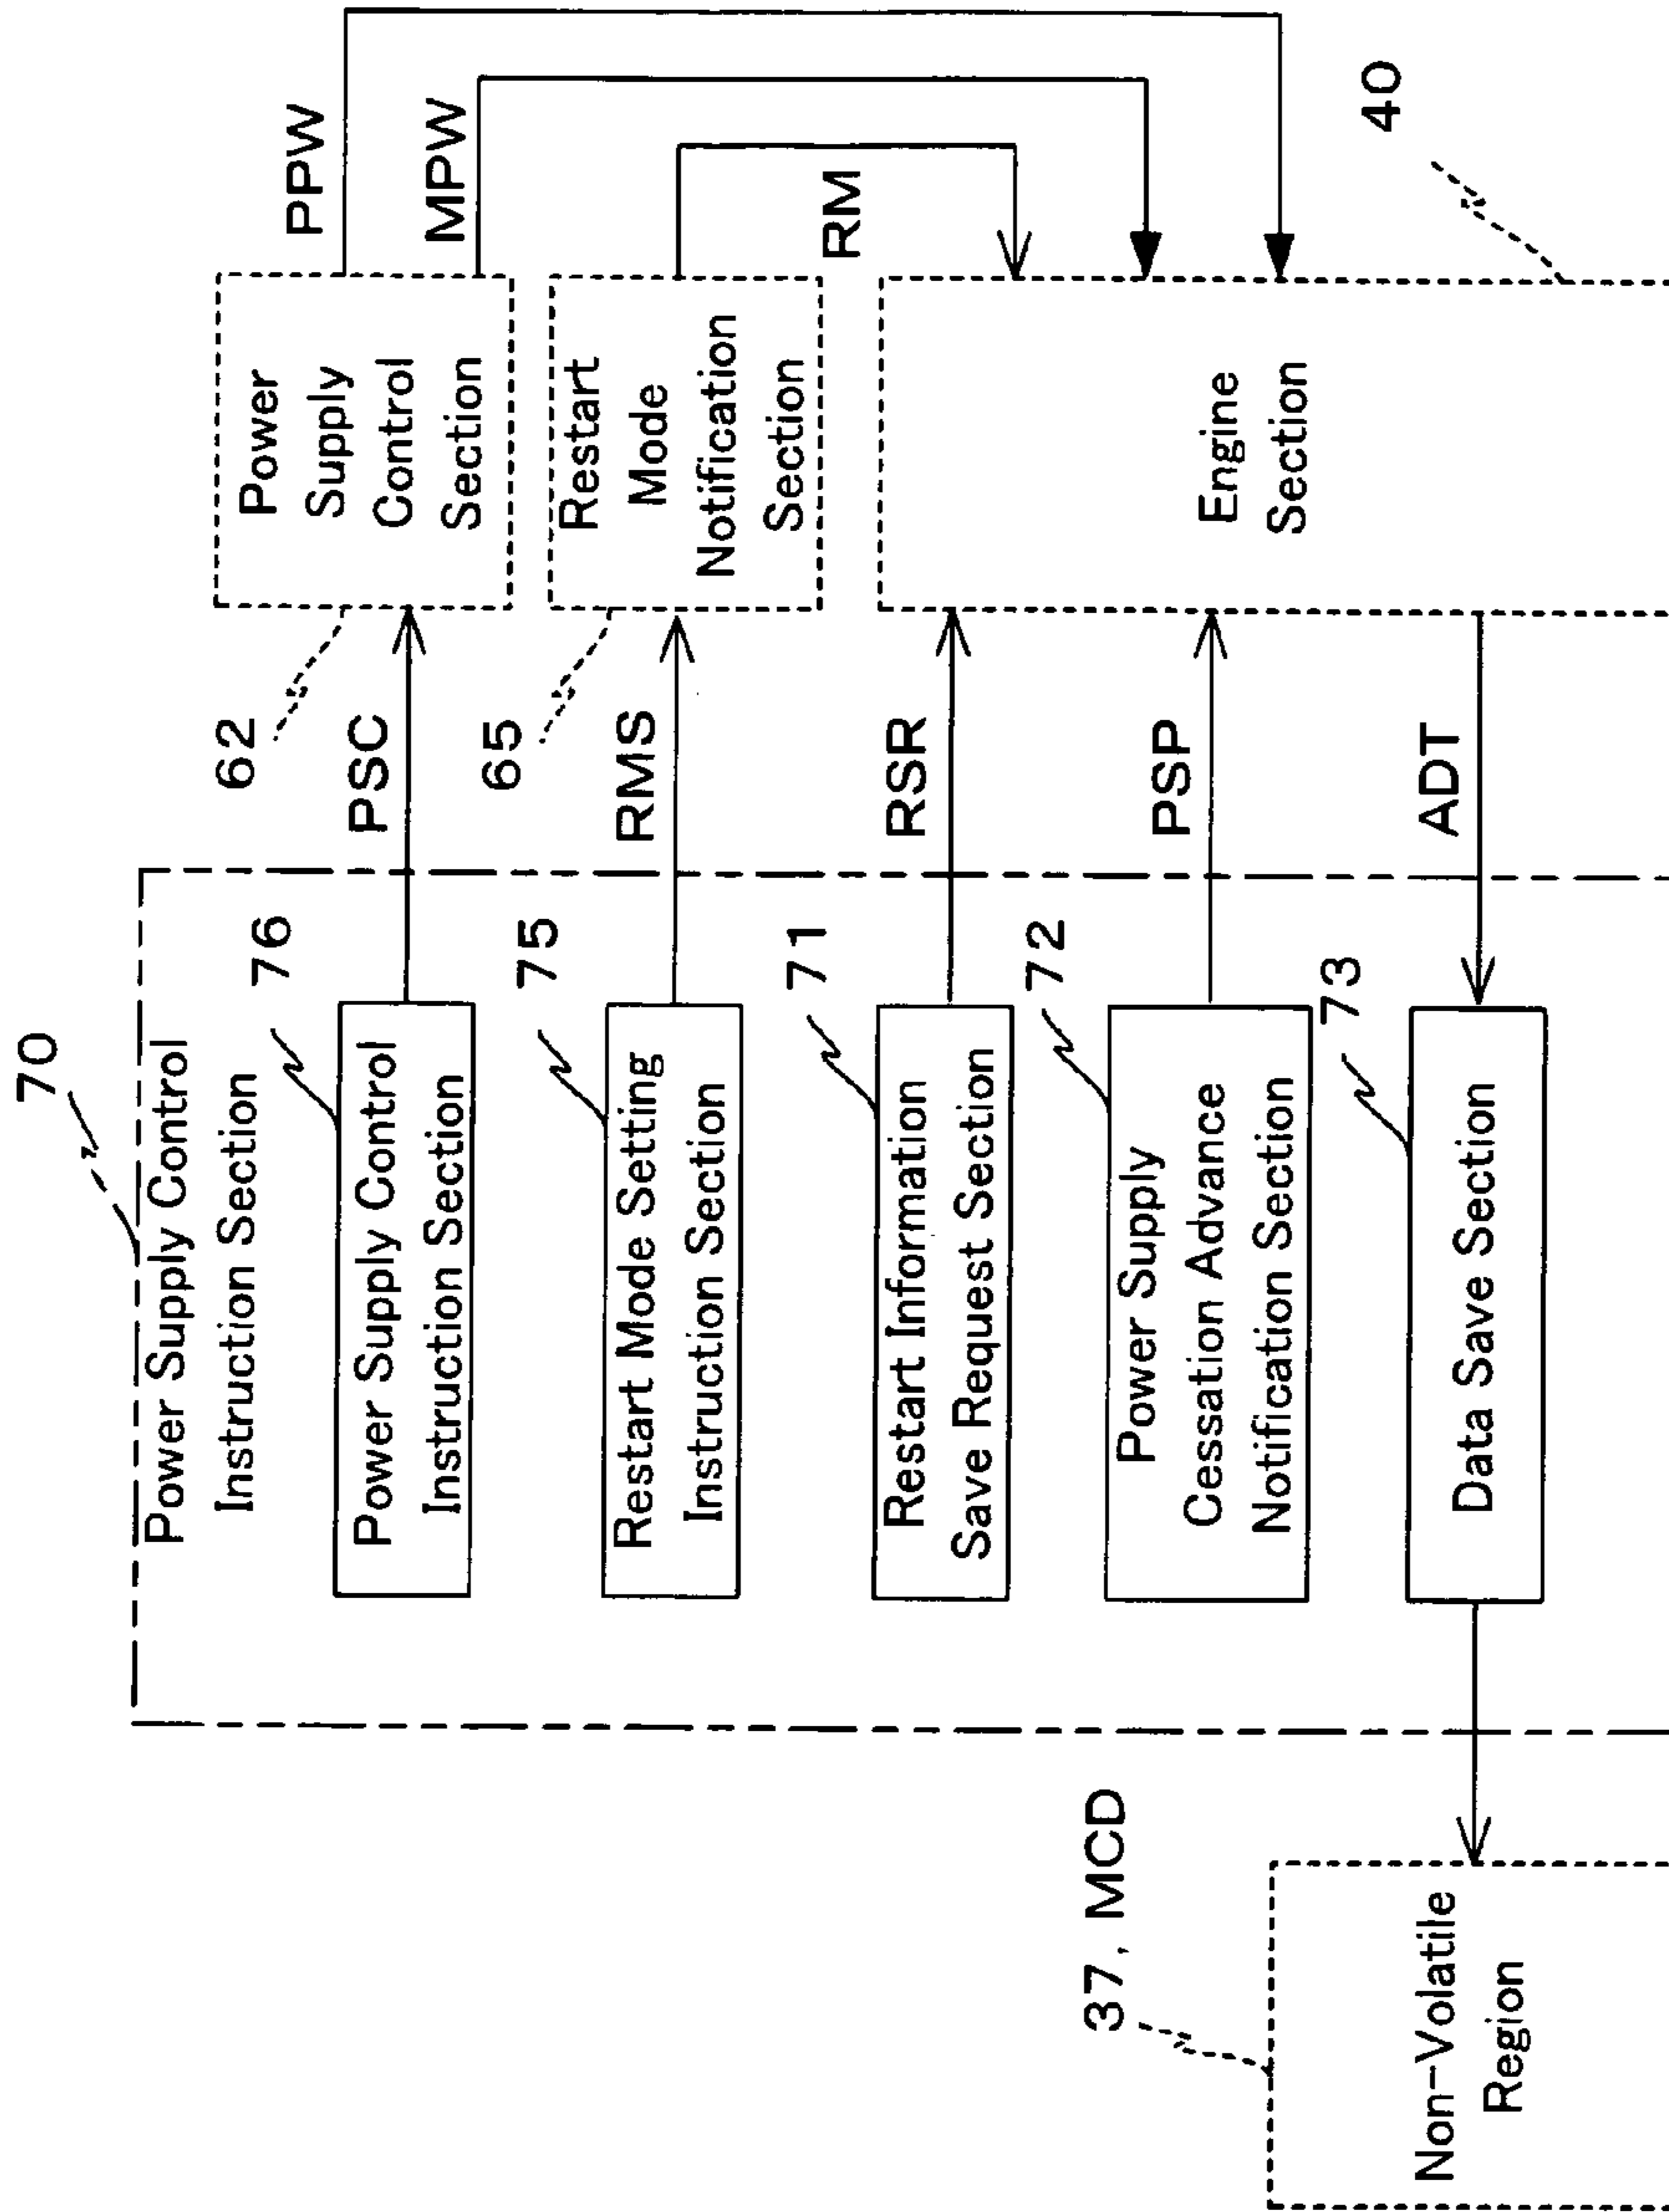 70
Power Supply Control
Instruction Section
76
Power Supply Control
Instruction Section
PSC
62
Power
Supply
Control
Section
PPW
MPW
75
Restart Mode Setting
Instruction Section
RMS
65
Restart
Mode
Notification
Section
RM
71
Restart Information
Save Request Section
RSR
72
Power Supply
Cessation Advance
Notification Section
PSP
Engine
Section
40
73
Data Save Section
ADT
37, MCD
Non-Volatile
Region